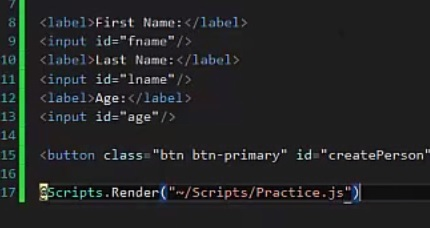 7
8 <label>First Name:</label>
9 <input id="fname"/>
10 <label>Last Name:</label>
11 <input id="lname"/>
12 <label>Age:</label>
13 <input id="age"/>
14
15 <button class="btn btn-primary" id="createPerson"
16
17 @Scripts.Render("~/Scripts/Practice.js")